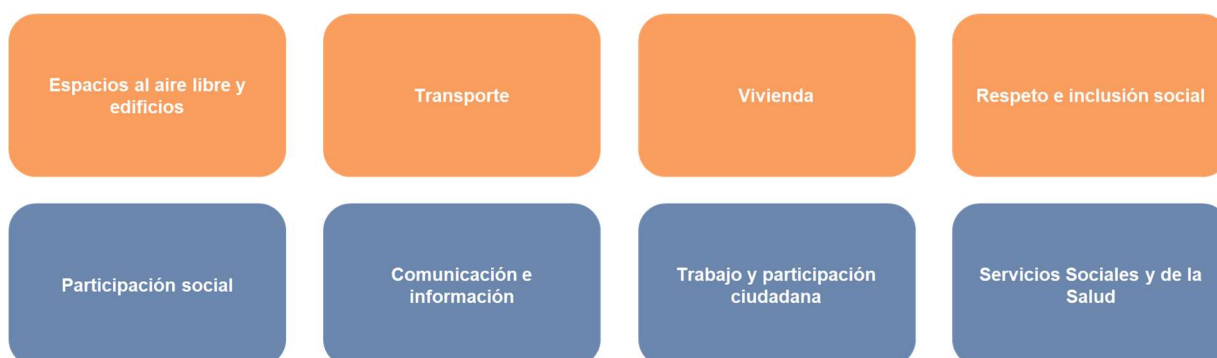 Espacios al aire libre y
edificios
Transporte
Vivienda
Respeto e inclusión social
Participación social
Comunicación e
información
Trabajo y participación
ciudadana
Servicios Sociales y de la
Salud